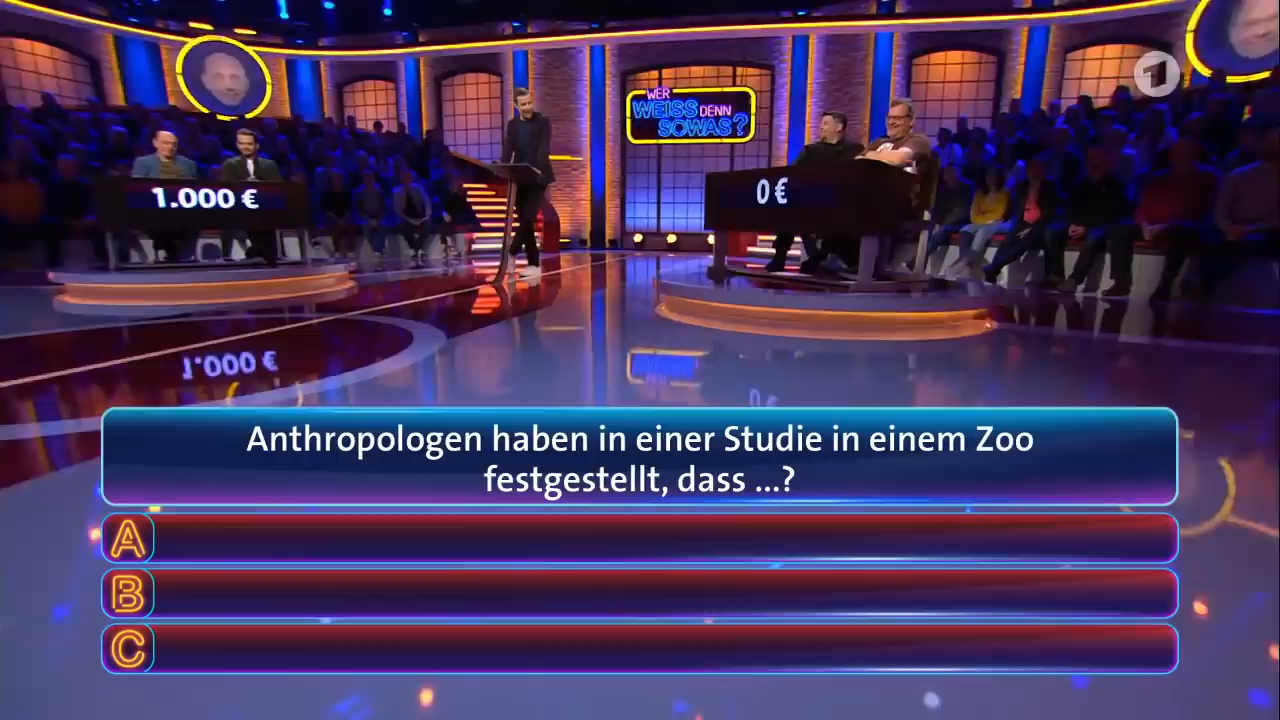 1
WER
WEISS DENN
SOWAS?
1.000 €
0 €
1.000 €
0 €
Anthropologen haben in einer Studie in einem Zoo
festgestellt, dass ...?
A
B
C